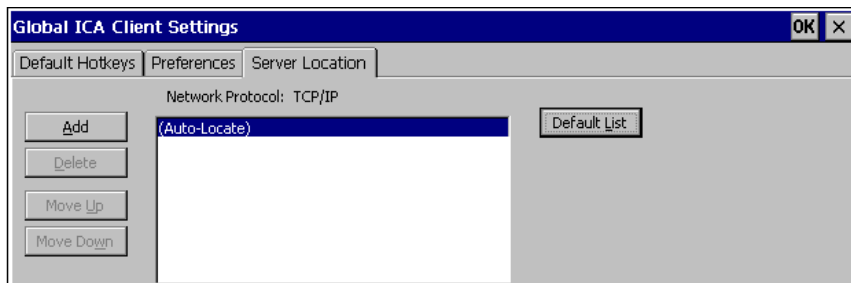 Global ICA Client Settings OK ×
Default Hotkeys Preferences Server Location
Network Protocol: TCP/IP
Add (Auto-Locate) Default List
Delete
Move Up
Move Down